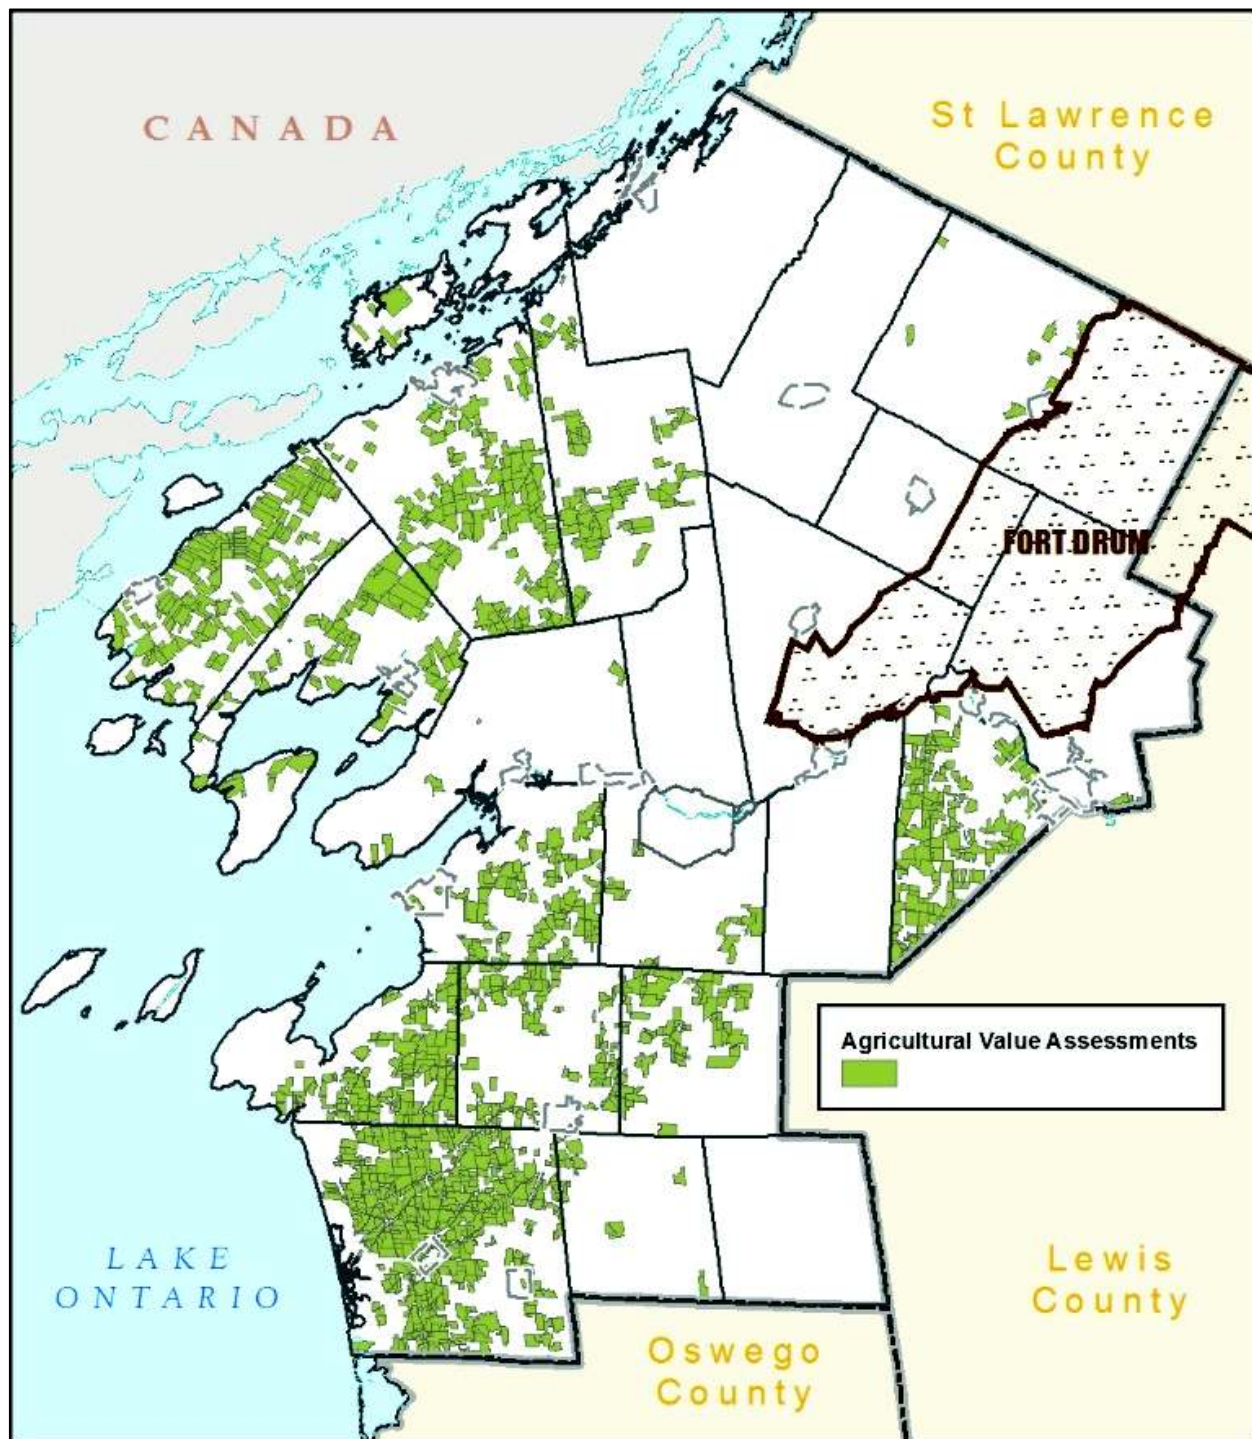 CANADA
St Lawrence
County
FORT DRUM
Agricultural Value Assessments
LAKE
ONTARIO
Lewis
County
Oswego
County